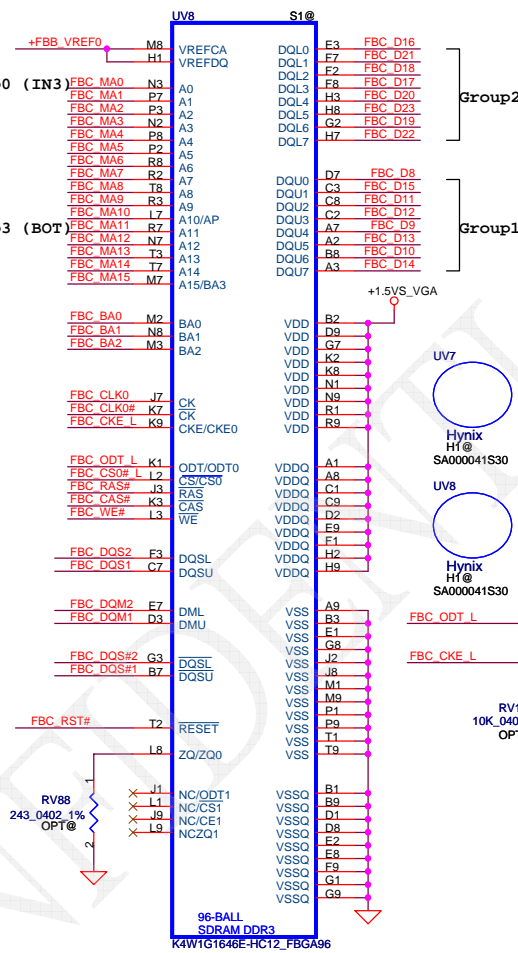 UV8 S1@
+FBB_VREF0 M8 VREFCA DQL0 E3 FBC_D16
H1 VREFDQ DQL1 F7 FBC_D21
DQL2 F2 FBC_D18
0 (IN3) FBC_MA0 N3 A0 DQL3 F8 FBC_D17
FBC_MA1 P7 A1 DQL4 H3 FBC_D20 Group2
FBC_MA2 P3 A2 DQL5 H8 FBC_D23
FBC_MA3 N2 A3 DQL6 G2 FBC_D19
FBC_MA4 P8 A4 DQL7 H7 FBC_D22
FBC_MA5 P2 A5
FBC_MA6 R8 A6
FBC_MA7 R2 A7 DQU0 D7 FBC_D8
FBC_MA8 T8 A8 DQU1 C3 FBC_D15
FBC_MA9 R3 A9 DQU2 C8 FBC_D11
FBC_MA10 L7 A10/AP DQU3 C2 FBC_D12
3 (BOT) FBC_MA11 R7 A11 DQU4 A7 FBC_D9 Group1
FBC_MA12 N7 A12 DQU5 A2 FBC_D13
FBC_MA13 T3 A13 DQU6 B8 FBC_D10
FBC_MA14 T7 A14 DQU7 A3 FBC_D14
FBC_MA15 M7 A15/BA3
+1.5VS_VGA
FBC_BA0 M2 BA0 VDD B2
FBC_BA1 N8 BA1 VDD D9
FBC_BA2 M3 BA2 VDD G7
VDD K2
VDD K8
VDD N1
FBC_CLK0 J7 CK VDD N9
FBC_CLK0# K7 CK VDD R1
FBC_CKE_L K9 CKE/CKE0 VDD R9
UV7
Hynix
H1@
SA000041S30
FBC_ODT_L K1 ODT/ODT0 VDDQ A1
FBC_CS0#_L L2 CS/CS0 VDDQ A8
FBC_RAS# J3 RAS VDDQ C1
FBC_CAS# K3 CAS VDDQ C9
FBC_WE# L3 WE VDDQ D2
VDDQ E9
VDDQ F1
FBC_DQS2 F3 DQSL VDDQ H2
FBC_DQS1 C7 DQSU VDDQ H9
UV8
Hynix
H1@
SA000041S30
FBC_DQM2 E7 DML VSS A9
FBC_DQM1 D3 DMU VSS B3
VSS E1
VSS G8
FBC_DQS#2 G3 DQSL VSS J2
FBC_DQS#1 B7 DQSU VSS J8
VSS M1
VSS M9
VSS P1
FBC_RST# T2 RESET VSS P9
VSS T1
L8 ZQ/ZQ0 VSS T9
FBC_ODT_L
FBC_CKE_L
RV1
10K_040
OPT
1
J1 NC/ODT1 VSSQ B1
L1 NC/CS1 VSSQ B9
J9 NC/CE1 VSSQ D1
L9 NCZQ1 VSSQ D8
VSSQ E2
VSSQ E8
VSSQ F9
VSSQ G1
VSSQ G9
RV88
243_0402_1%
OPT@
2
96-BALL
SDRAM DDR3
K4W1G1646E-HC12_FBGA96
NFIDENTI